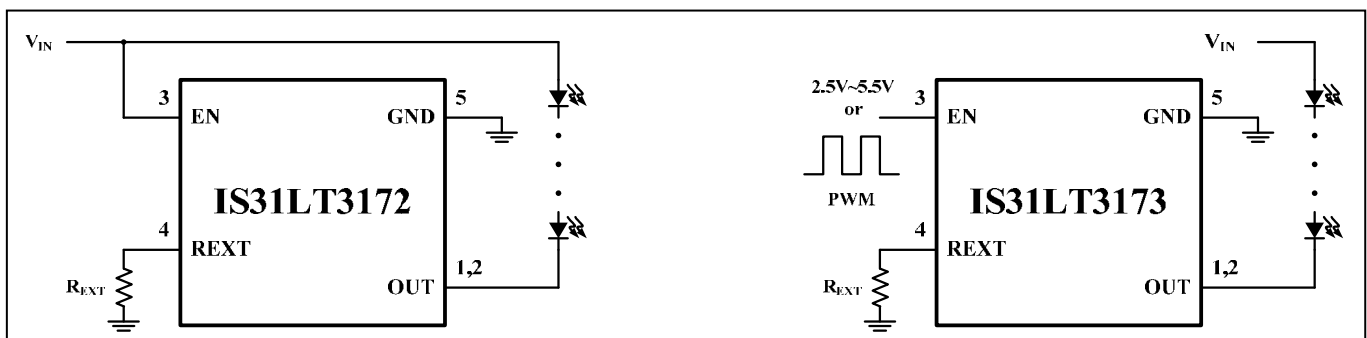 VIN
3
EN
GND
5
IS31LT3172
4
REXT
REXT
OUT
1,2
VIN
2.5V~5.5V
or
PWM
3
EN
GND
5
IS31LT3173
4
REXT
REXT
OUT
1,2